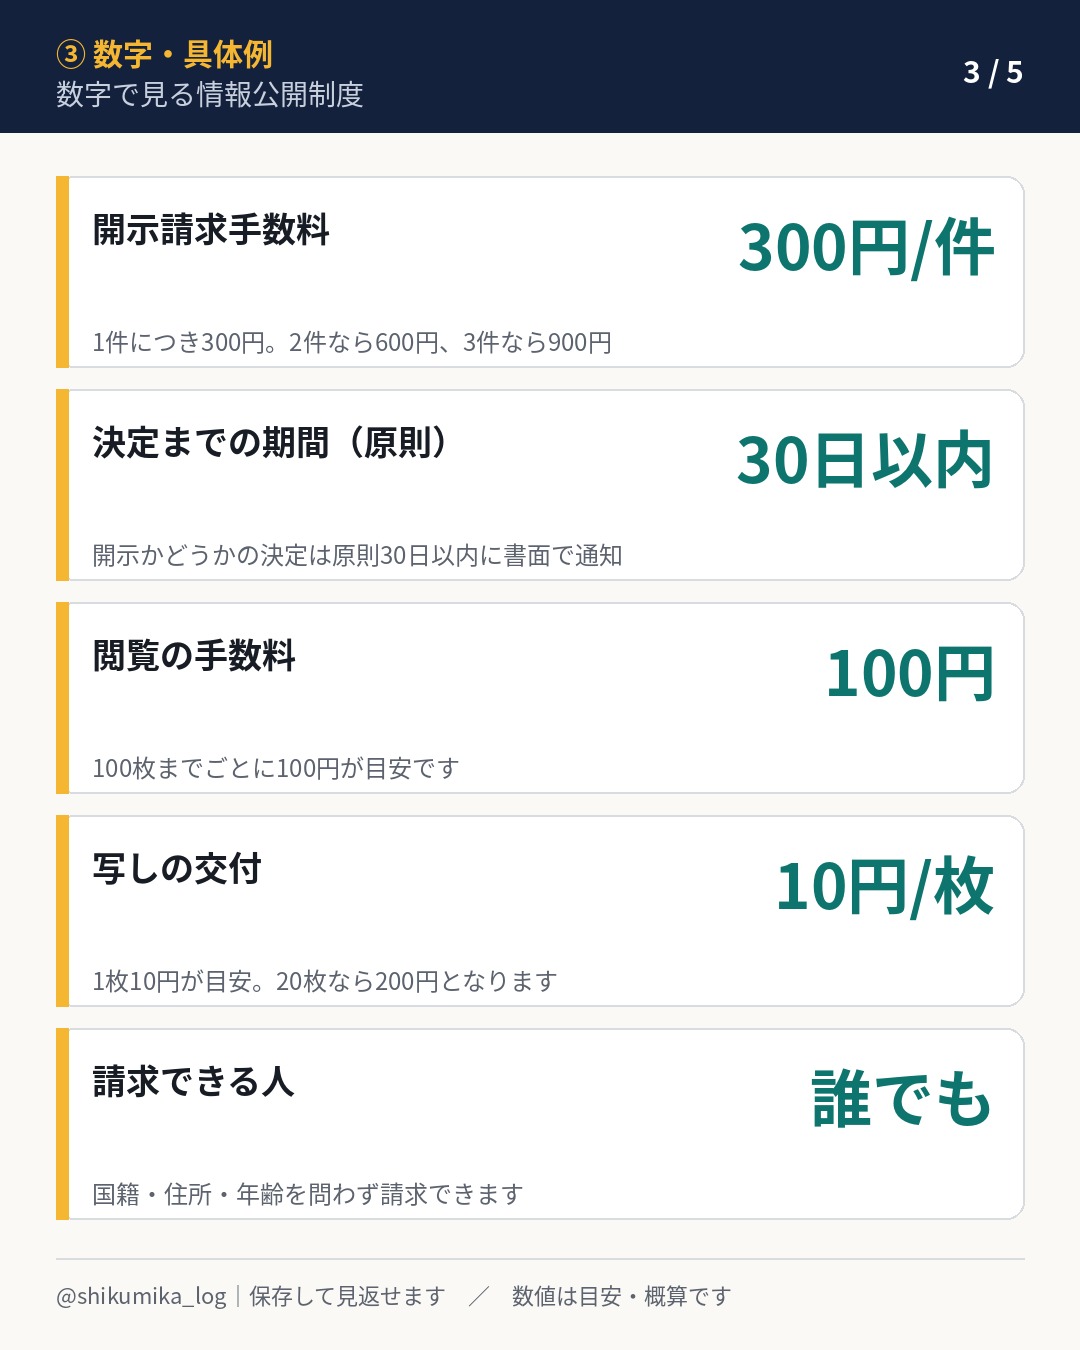 ③ 数字・具体例
数字で見る情報公開制度
3 / 5
開示請求手数料
300円/件
1件につき300円。2件なら600円、3件なら900円
決定までの期間（原則）
30日以内
開示かどうかの決定は原則30日以内に書面で通知
閲覧の手数料
100円
100枚までごとに100円が目安です
写しの交付
10円/枚
1枚10円が目安。20枚なら200円となります
請求できる人
誰でも
国籍・住所・年齢を問わず請求できます
@shikumika_log｜保存して見返せます　／　数値は目安・概算です